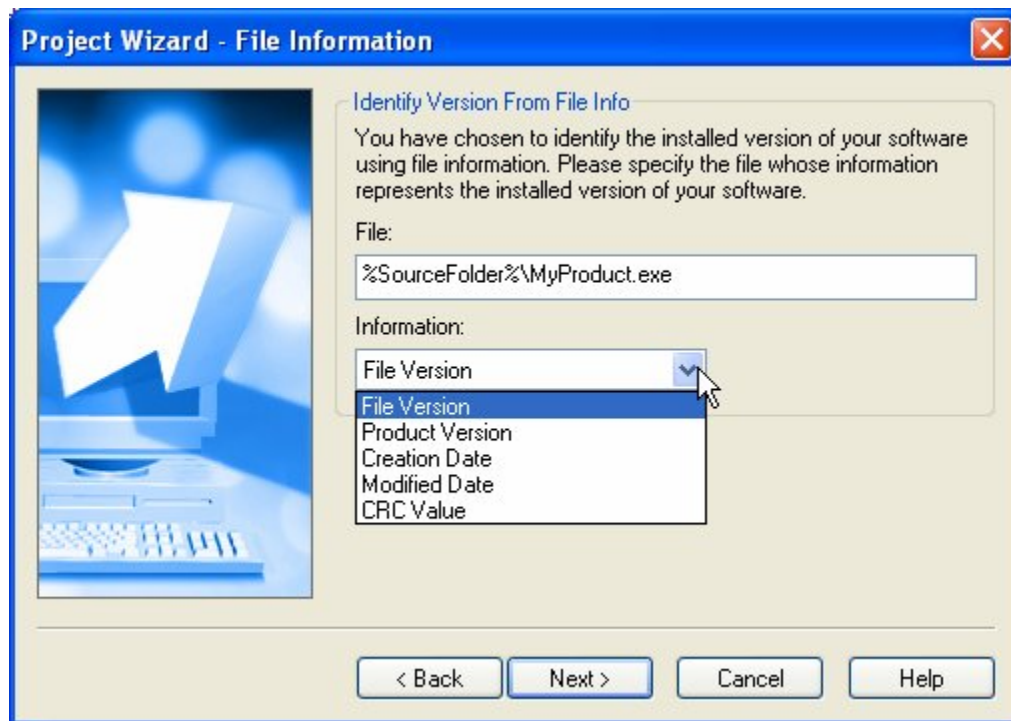 Project Wizard - File Information
Identify Version From File Info
You have chosen to identify the installed version of your software
using file information. Please specify the file whose information
represents the installed version of your software.
File:
%SourceFolder%\MyProduct.exe
Information:
File Version
File Version
Product Version
Creation Date
Modified Date
CRC Value
< Back
Next >
Cancel
Help